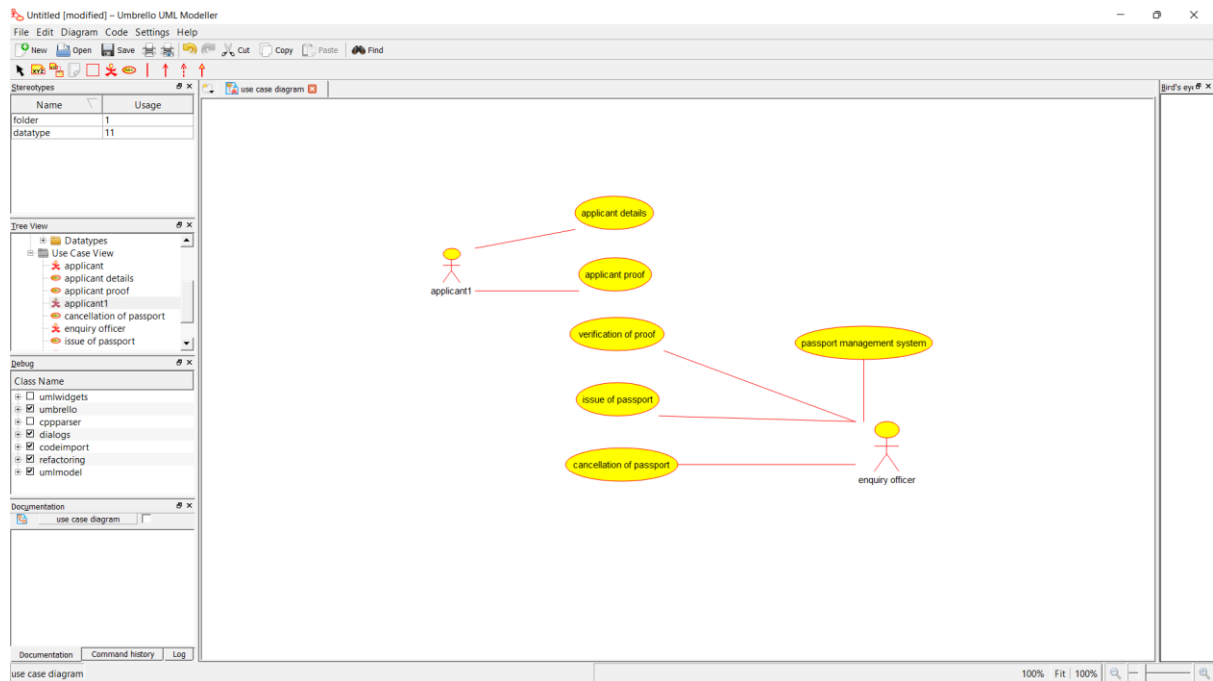 Untitled [modified] – Umbrello UML Modeller
File Edit Diagram Code Settings Help
New Open Save Cut Copy Paste Find
XYZ
Stereotypes
use case diagram
Bird's eye
Name Usage
folder 1
datatype 11
Tree View
Datatypes
Use Case View
applicant
applicant details
applicant proof
applicant1
cancellation of passport
enquiry officer
issue of passport
Debug
Class Name
umlwidgets
umbrello
cppparser
dialogs
codeimport
refactoring
umlmodel
Documentation
use case diagram
Documentation Command history Log
use case diagram
100% Fit 100%
applicant details
applicant proof
applicant1
verification of proof
passport management system
issue of passport
cancellation of passport
enquiry officer